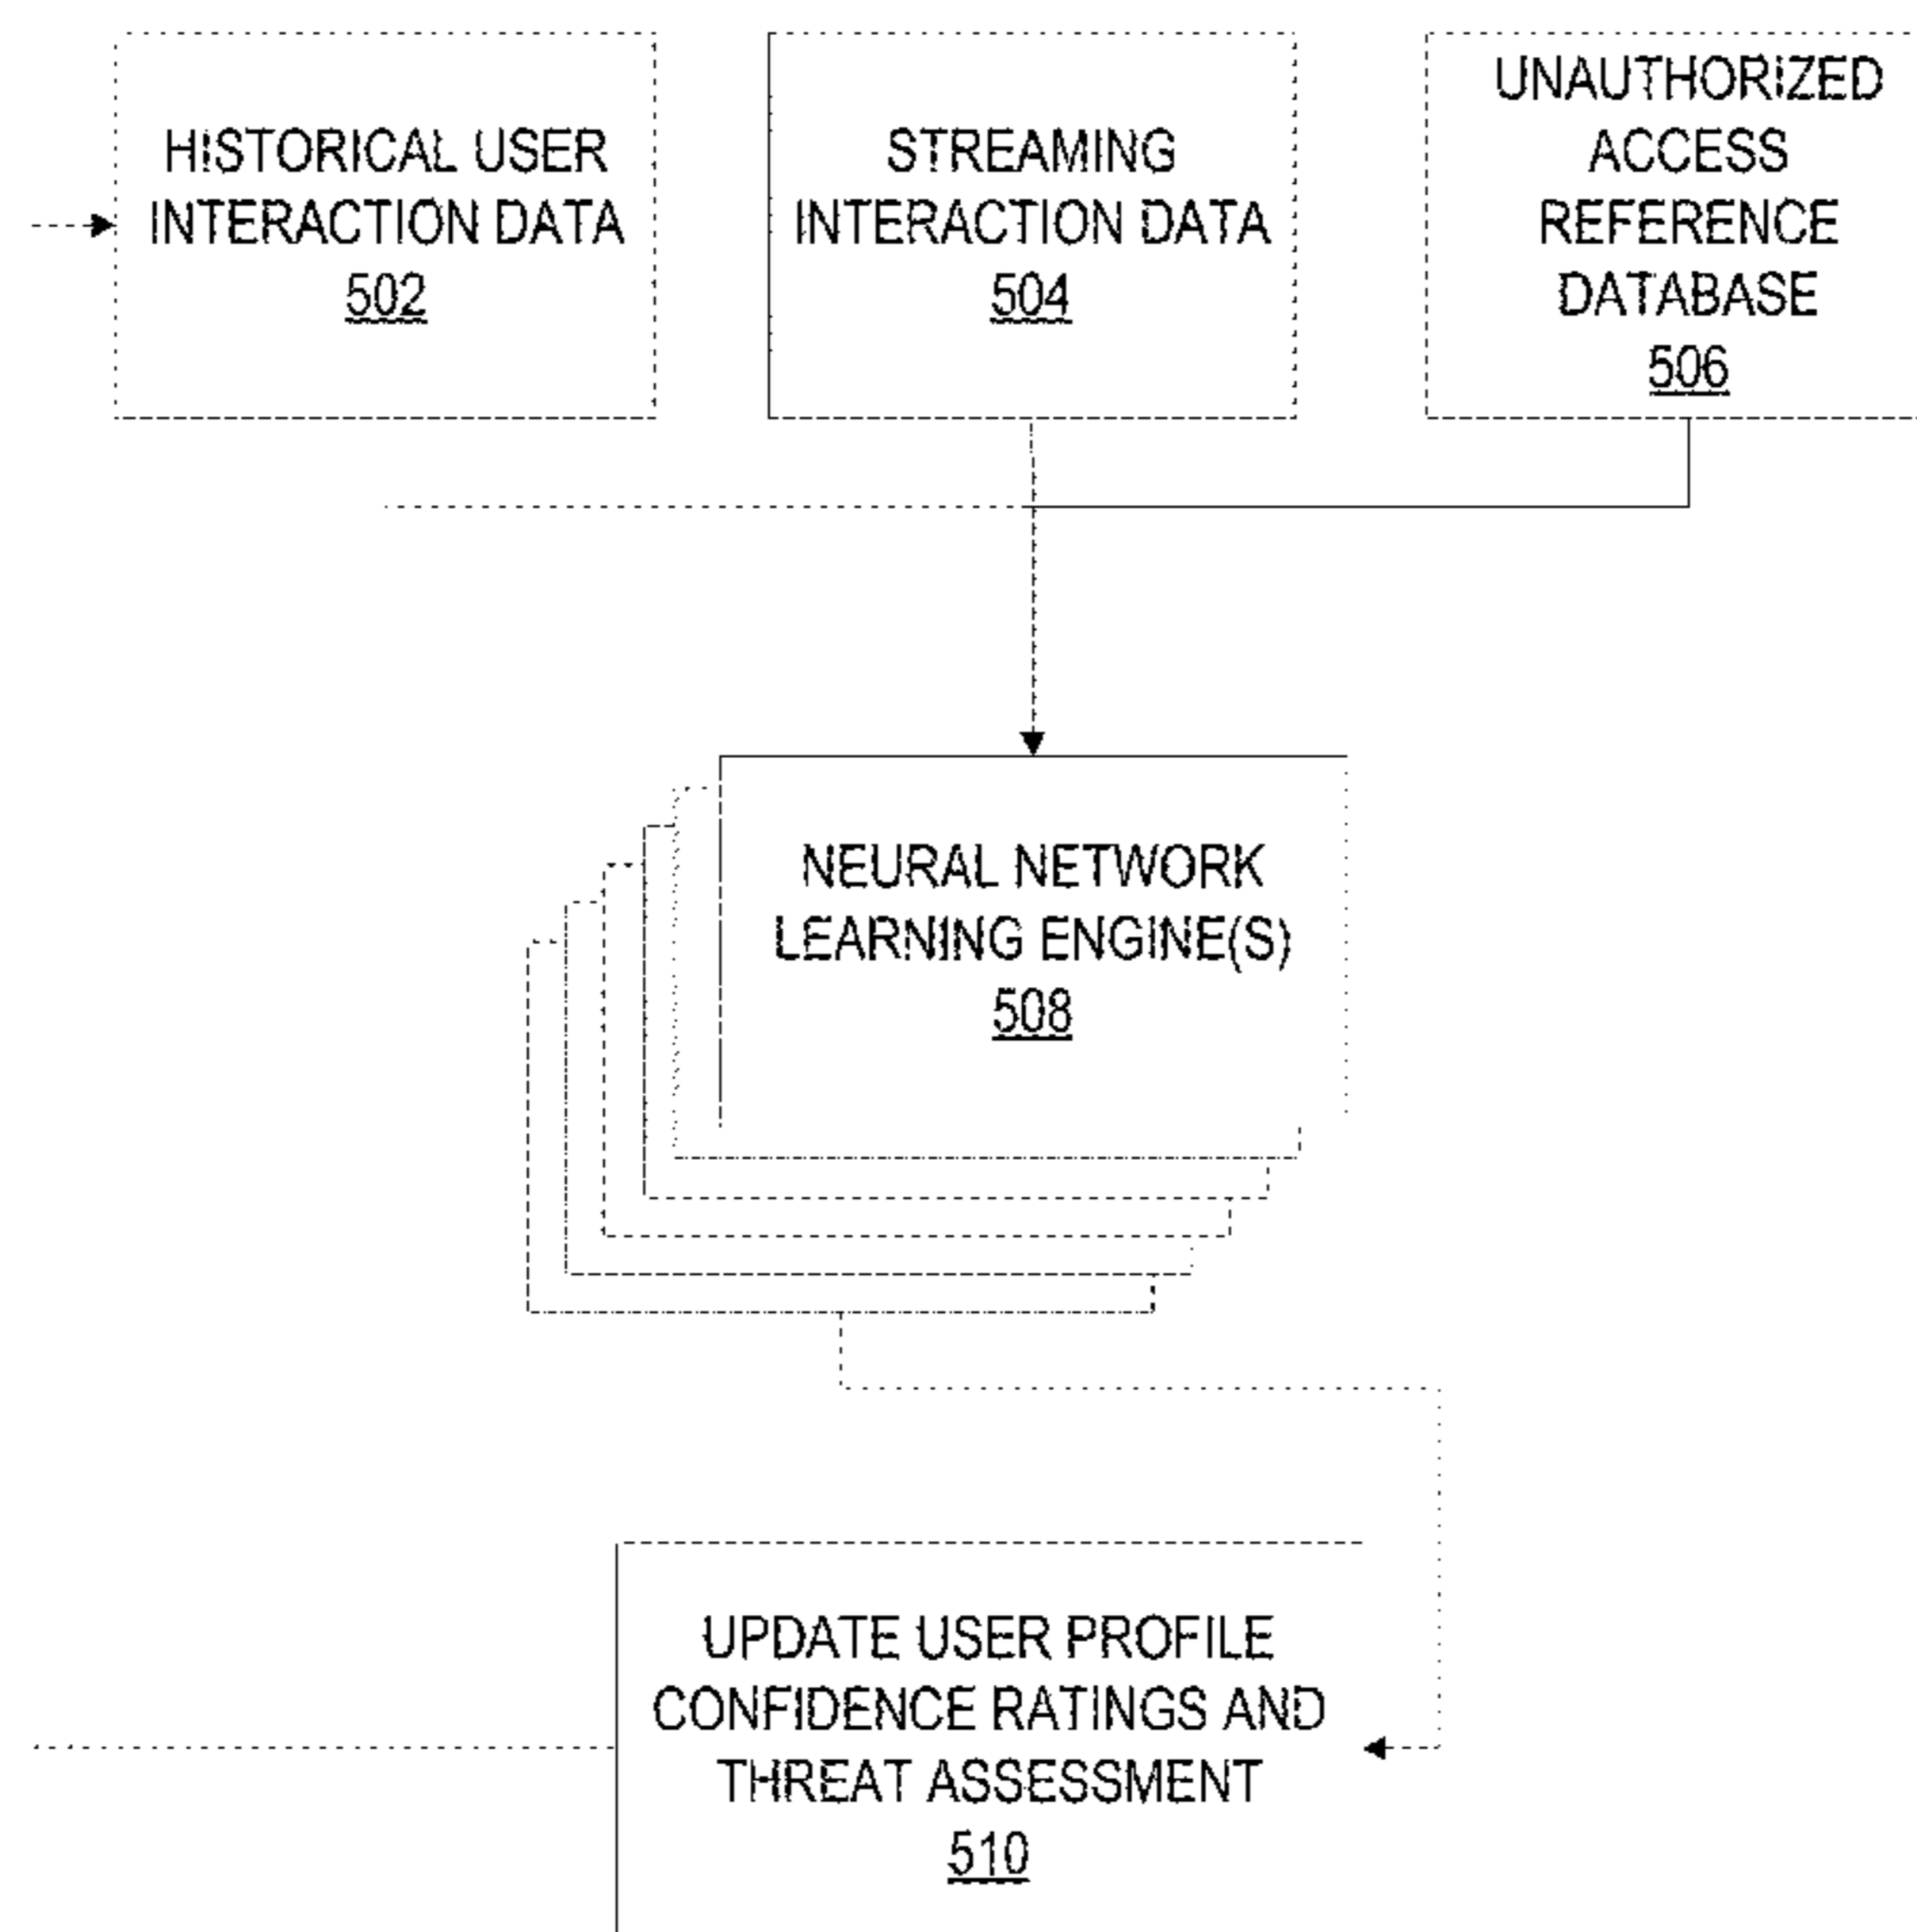 HISTORICAL USER
INTERACTION DATA
502
STREAMING
INTERACTION DATA
504
UNAUTHORIZED
ACCESS
REFERENCE
DATABASE
506
NEURAL NETWORK
LEARNING ENGINE(S)
508
UPDATE USER PROFILE
CONFIDENCE RATINGS AND
THREAT ASSESSMENT
510